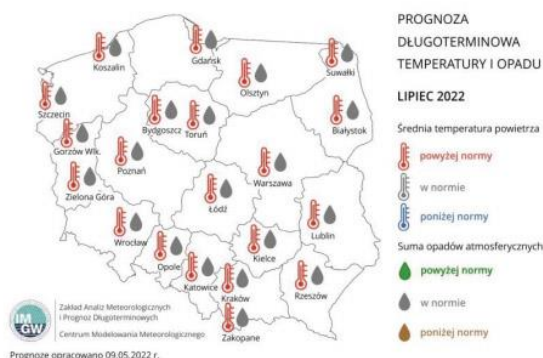 PROGNOZA
DŁUGOTERMINOWA
TEMPERATURY I OPADU
LIPIEC 2022
Średnia temperatura powietrza
powyżej normy
w normie
poniżej normy
Suma opadów atmosferycznych
powyżej normy
w normie
poniżej normy
Koszalin
Gdańsk
Suwałki
Olsztyn
Szczecin
Bydgoszcz
Toruń
Białystok
Gorzów Wlk.
Poznań
Warszawa
Zielona Góra
Łódź
Lublin
Wrocław
Kielce
Opole
Katowice
Kraków
Rzeszów
Zakopane
IM
GW
Zakład Analiz Meteorologicznych
i Prognoz Długoterminowych
Centrum Modelowania Meteorologicznego
Prognozę opracowano 09.05.2022 r.